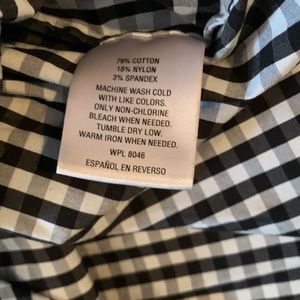 79% COTTON
18% NYLON
3% SPANDEX
MACHINE WASH COLD
WITH LIKE COLORS.
ONLY NON-CHLORINE
BLEACH WHEN NEEDED.
TUMBLE DRY LOW.
WARM IRON WHEN NEEDED.
WPL 8046
ESPAÑOL EN REVERSO